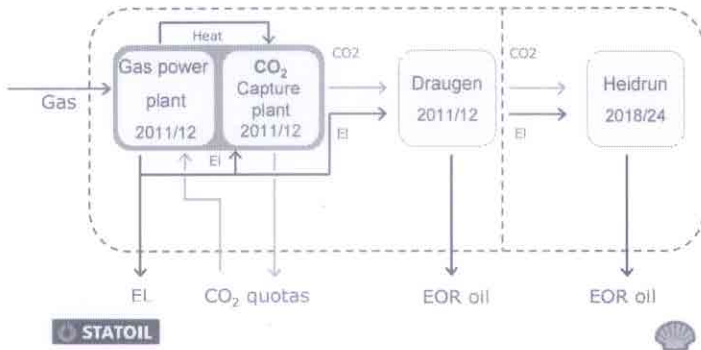 Heat
Gas power
plant
2011/12
CO₂
Capture
plant
2011/12
CO2
El
El
Gas
Draugen
2011/12
CO2
El
Heidrun
2018/24
EL
CO₂ quotas
EOR oil
EOR oil
STATOIL